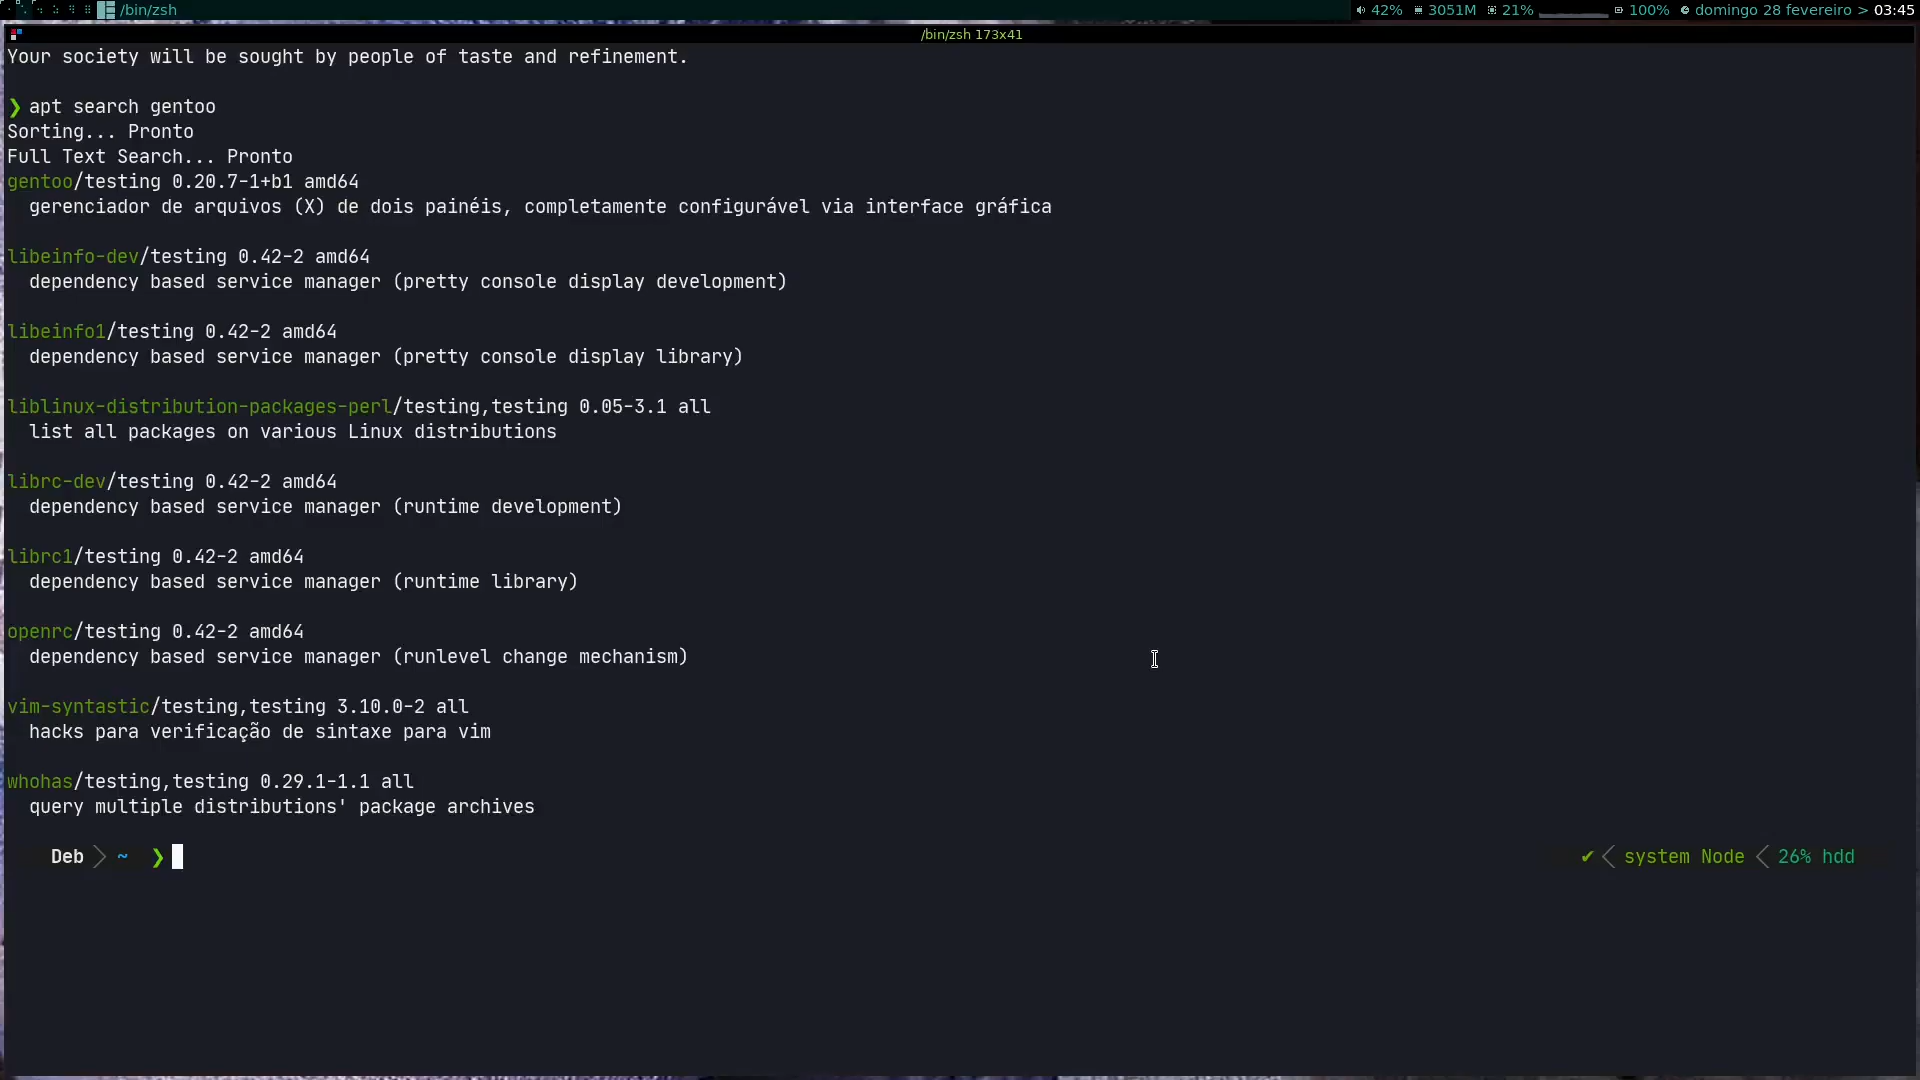 /bin/zsh 42% 3051M 21% 100% domingo 28 fevereiro > 03:45
/bin/zsh 173x41
Your society will be sought by people of taste and refinement.
❯ apt search gentoo
Sorting... Pronto
Full Text Search... Pronto
gentoo/testing 0.20.7-1+b1 amd64
gerenciador de arquivos (X) de dois painéis, completamente configurável via interface gráfica
libeinfo-dev/testing 0.42-2 amd64
dependency based service manager (pretty console display development)
libeinfo1/testing 0.42-2 amd64
dependency based service manager (pretty console display library)
liblinux-distribution-packages-perl/testing,testing 0.05-3.1 all
list all packages on various Linux distributions
librc-dev/testing 0.42-2 amd64
dependency based service manager (runtime development)
librc1/testing 0.42-2 amd64
dependency based service manager (runtime library)
openrc/testing 0.42-2 amd64
dependency based service manager (runlevel change mechanism)
vim-syntastic/testing,testing 3.10.0-2 all
hacks para verificação de sintaxe para vim
whohas/testing,testing 0.29.1-1.1 all
query multiple distributions' package archives
Deb ~ ❯ ✔ system Node 26% hdd